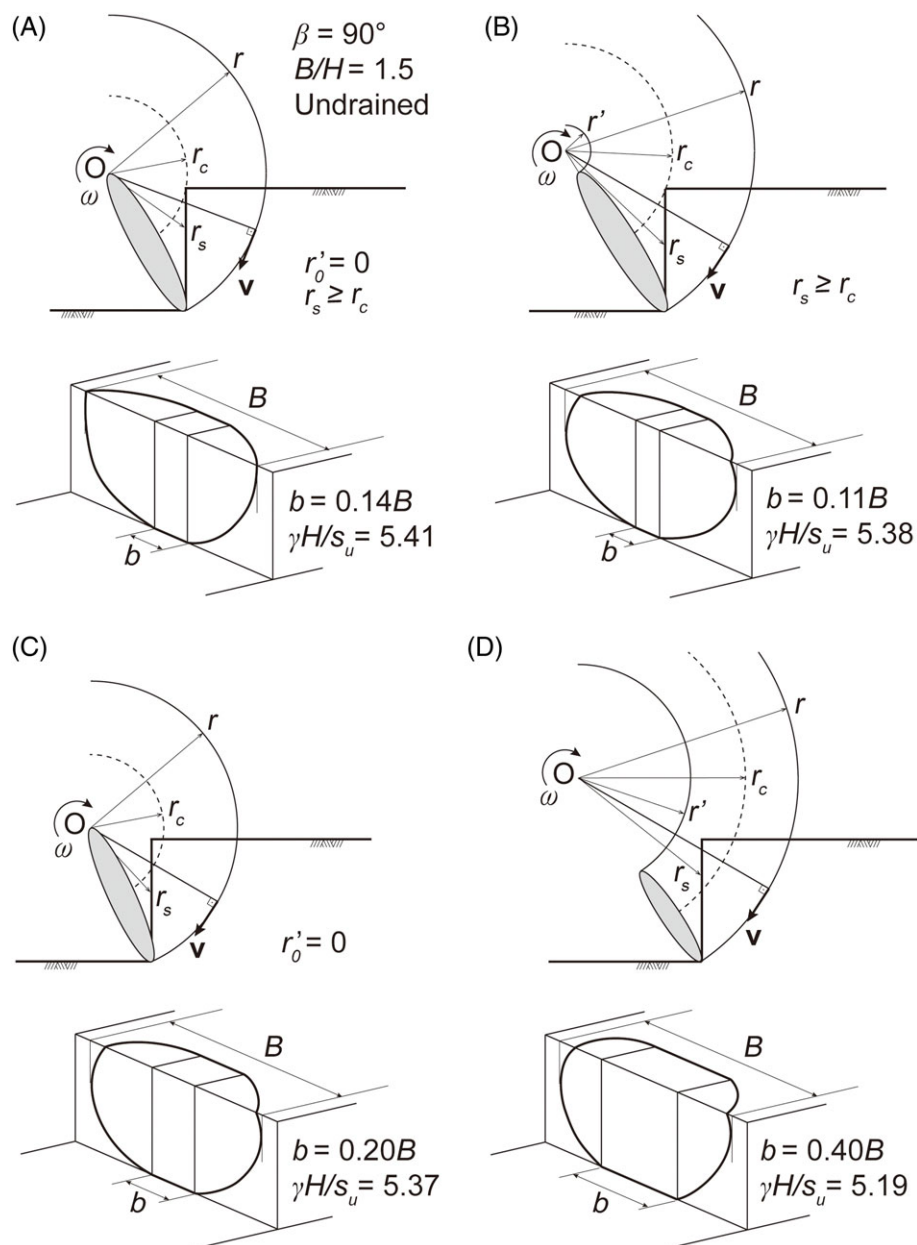 (A)
β = 90°
B/H = 1.5
Undrained
r
r_c
O
ω
r_s
v
r'_0 = 0
r_s ≥ r_c
B
b = 0.14B
γH/s_u = 5.41
b
(B)
r
r'
r_c
O
ω
r_s
v
r_s ≥ r_c
B
b = 0.11B
γH/s_u = 5.38
b
(C)
r
r_c
O
ω
r_s
v
r'_0 = 0
B
b = 0.20B
γH/s_u = 5.37
b
(D)
r
O
ω
r_c
r'
r_s
v
B
b = 0.40B
γH/s_u = 5.19
b